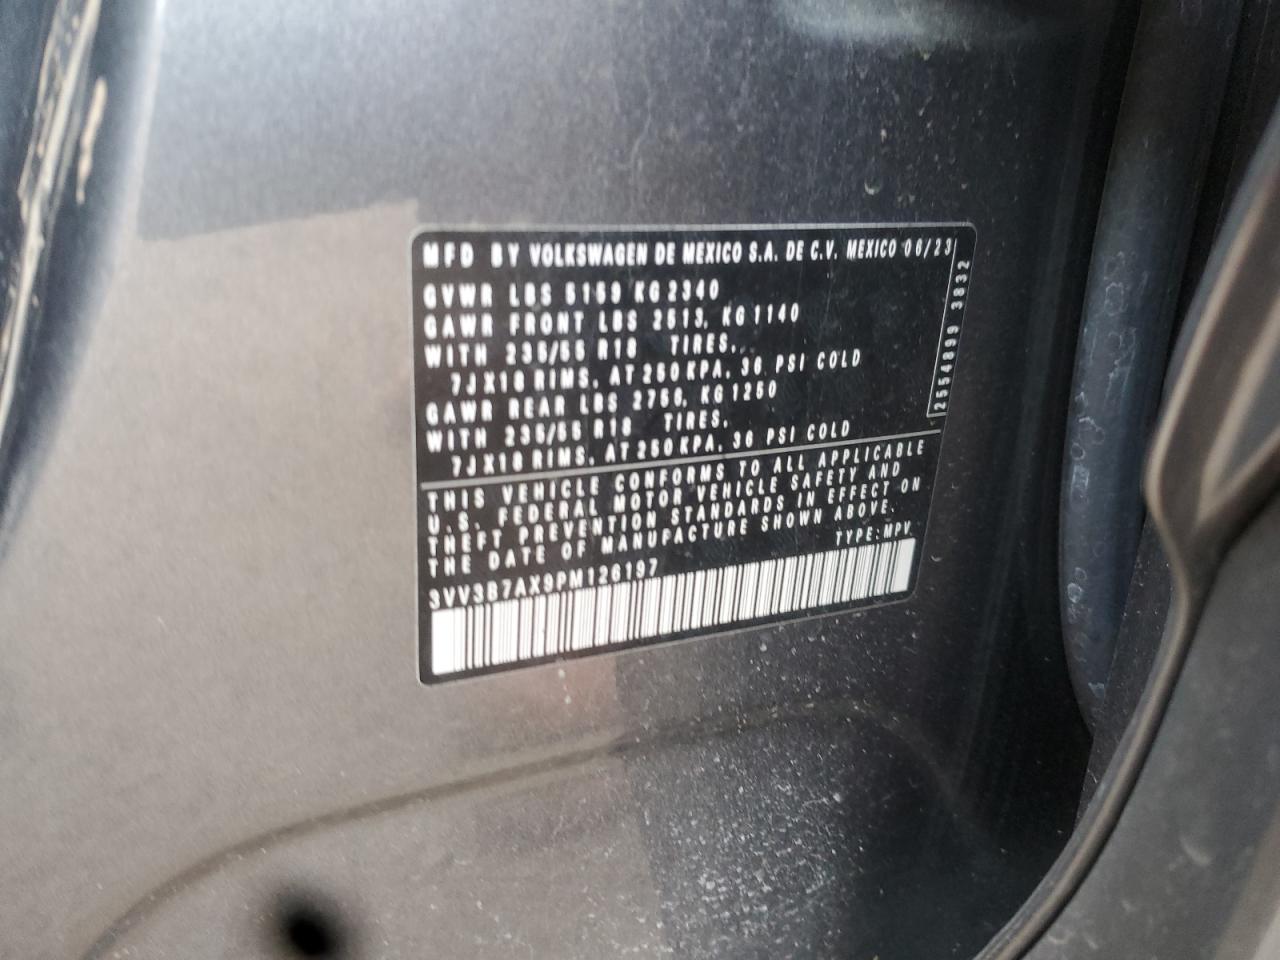 MFD BY VOLKSWAGEN DE MEXICO S.A. DE C.V. MEXICO 06/23
GVWR LBS 5159 KG 2340
GAWR FRONT LBS 2513, KG 1140
WITH 235/55 R18 TIRES,
7JX18 RIMS, AT 250 KPA, 36 PSI COLD
GAWR REAR LBS 2756, KG 1250
WITH 235/55 R18 TIRES,
7JX18 RIMS, AT 250 KPA, 36 PSI COLD
2554899 3832
THIS VEHICLE CONFORMS TO ALL APPLICABLE
U.S. FEDERAL MOTOR VEHICLE SAFETY AND
THEFT PREVENTION STANDARDS IN EFFECT ON
THE DATE OF MANUFACTURE SHOWN ABOVE.
TYPE:MPV
3VV3B7AX9PM126197